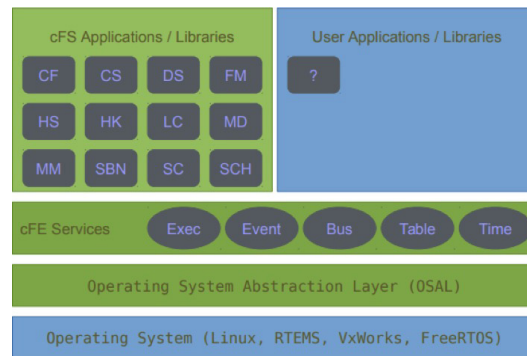 cFS Applications / Libraries
CF CS DS FM
HS HK LC MD
MM SBN SC SCH
User Applications / Libraries
?
cFE Services Exec Event Bus Table Time
Operating System Abstraction Layer (OSAL)
Operating System (Linux, RTEMS, VxWorks, FreeRTOS)